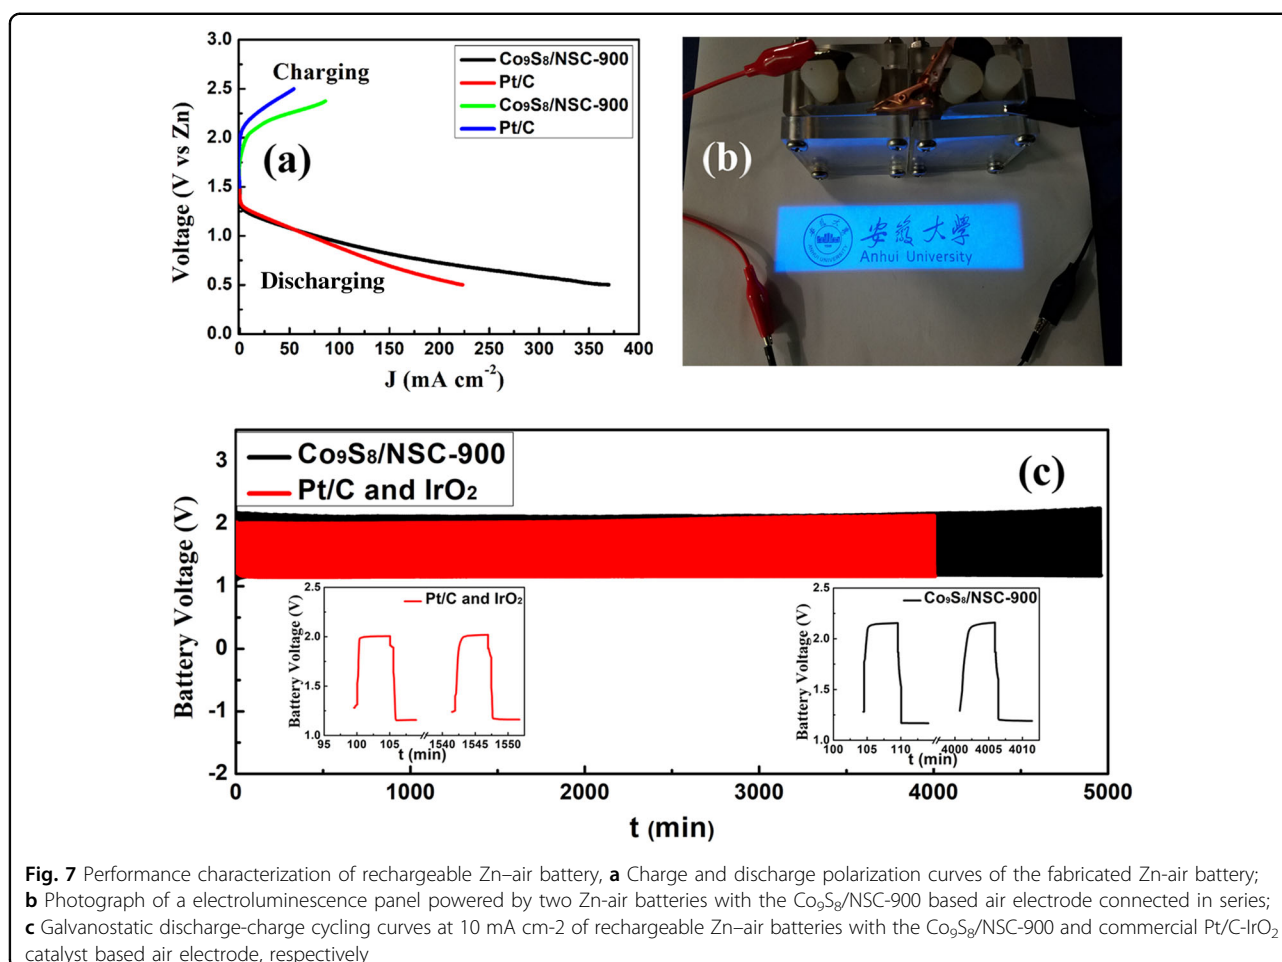 3.0
2.5
2.0
1.5
1.0
0.5
0.0
Voltage (V vs Zn)
Charging
Discharging
(a)
Co₉S₈/NSC-900
Pt/C
Co₉S₈/NSC-900
Pt/C
0 50 100 150 200 250 300 350 400
J (mA cm⁻²)
(b)
安徽大學
Anhui University
安徽大學
ANHUI UNIVERSITY
3
2
1
0
-1
-2
Battery Voltage (V)
Co₉S₈/NSC-900
Pt/C and IrO₂
(c)
2.5
2.0
1.5
1.0
Battery Voltage (V)
Pt/C and IrO₂
95 100 105 1540 1545 1550
t (min)
2.5
2.0
1.5
1.0
Battery Voltage (V)
Co₉S₈/NSC-900
100 105 110 4000 4005 4010
t (min)
0 1000 2000 3000 4000 5000
t (min)
Fig. 7 Performance characterization of rechargeable Zn–air battery, a Charge and discharge polarization curves of the fabricated Zn-air battery;
b Photograph of a electroluminescence panel powered by two Zn-air batteries with the Co₉S₈/NSC-900 based air electrode connected in series;
c Galvanostatic discharge-charge cycling curves at 10 mA cm-2 of rechargeable Zn–air batteries with the Co₉S₈/NSC-900 and commercial Pt/C-IrO₂
catalyst based air electrode, respectively